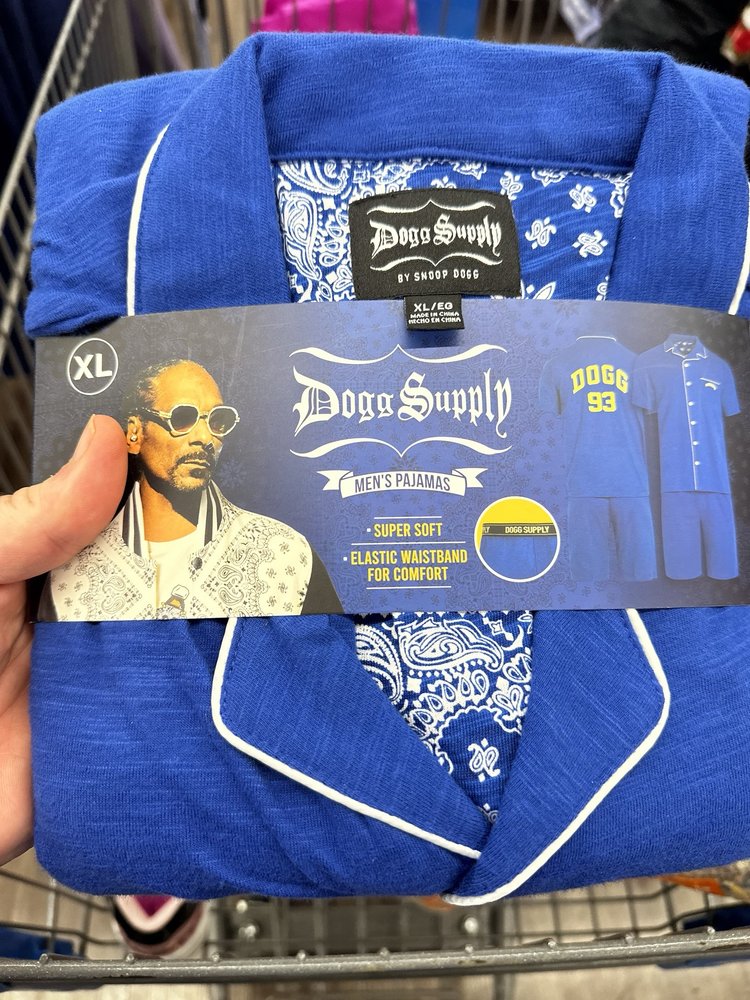 Dogg Supply
BY SNOOP DOGG
XL/EG
MADE IN CHINA
HECHO EN CHINA
XL
Dogg Supply
MEN'S PAJAMAS
• SUPER SOFT
• ELASTIC WAISTBAND
FOR COMFORT
LY DOGG SUPPLY
DOGG
93